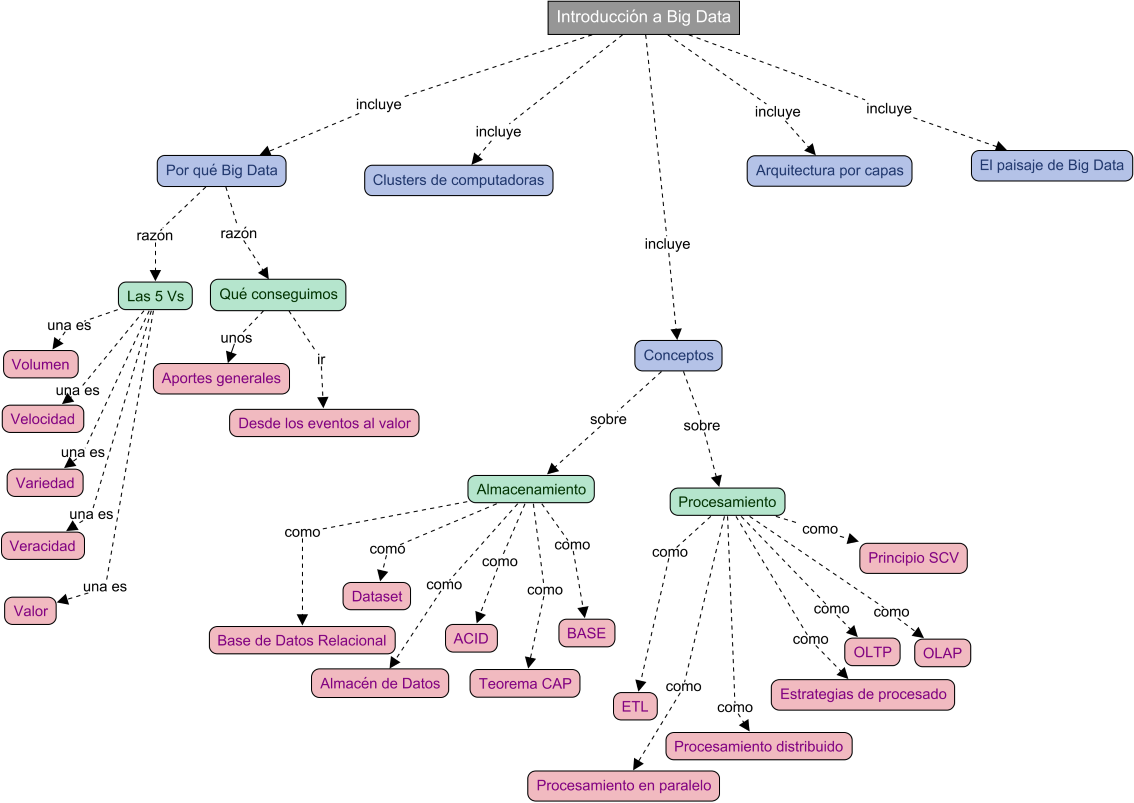 Introducción a Big Data
incluye
incluye
incluye
incluye
incluye
Por qué Big Data
Clusters de computadoras
Arquitectura por capas
El paisaje de Big Data
razón
razón
Las 5 Vs
Qué conseguimos
una es
Volumen
una es
Velocidad
una es
Variedad
una es
Veracidad
una es
Valor
unos
ir
Aportes generales
Desde los eventos al valor
Conceptos
sobre
sobre
Almacenamiento
Procesamiento
como
como
como
como
como
como
Base de Datos Relacional
Dataset
Almacén de Datos
ACID
Teorema CAP
BASE
como
como
como
como
como
como
como
Principio SCV
OLTP
OLAP
Estrategias de procesado
ETL
Procesamiento distribuido
Procesamiento en paralelo